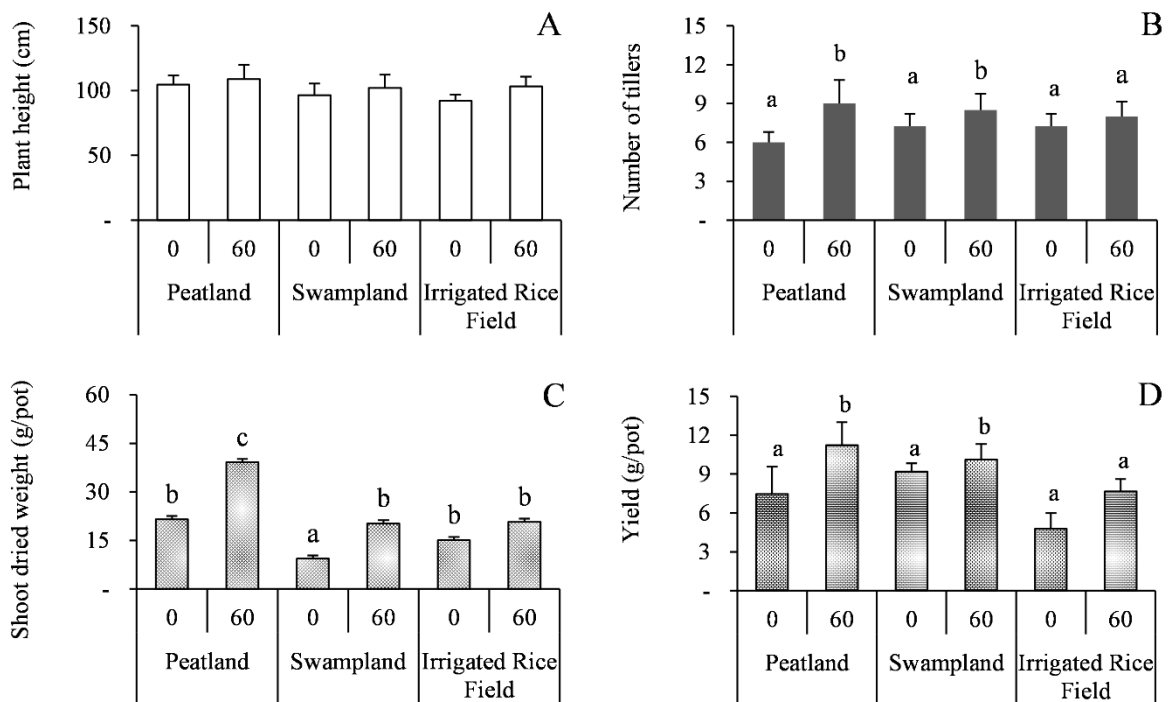 A
Plant height (cm)
150
100
50
-
0 60 0 60 0 60
Peatland Swampland Irrigated Rice
Field
B
Number of tillers
15
12
9
6
3
-
a b a b a a
0 60 0 60 0 60
Peatland Swampland Irrigated Rice
Field
C
Shoot dried weight (g/pot)
60
45
30
15
-
b c a b b b
0 60 0 60 0 60
Peatland Swampland Irrigated Rice
Field
D
Yield (g/pot)
15
12
9
6
3
-
a b a b a a
0 60 0 60 0 60
Peatland Swampland Irrigated Rice
Field